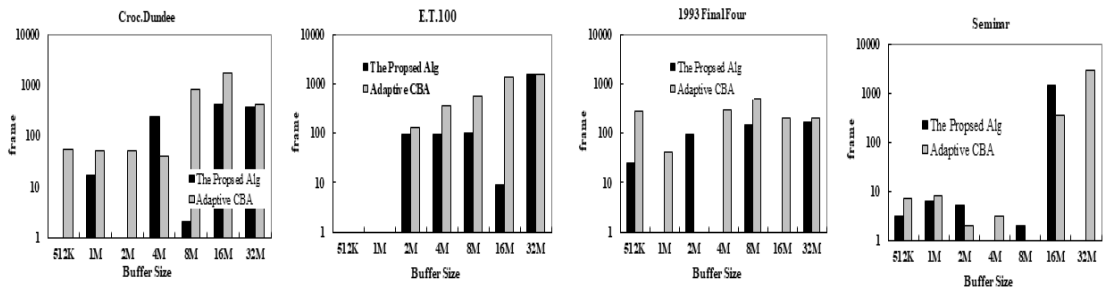 Croc.Dundee
10000
1000
100
10
1
frame
The Propsed Alg
Adaptive CBA
512K 1M 2M 4M 8M 16M 32M
Buffer Size
E.T.100
10000
1000
100
10
1
frame
The Propsed Alg
Adaptive CBA
512K 1M 2M 4M 8M 16M 32M
Buffer Size
1993 FinalFour
10000
1000
100
10
1
frame
The Propsed Alg
Adaptive CBA
512K 1M 2M 4M 8M 16M 32M
Buffer Size
Seminar
10000
1000
100
10
1
frame
The Propsed Alg
Adaptive CBA
512K 1M 2M 4M 8M 16M 32M
Buffer Size